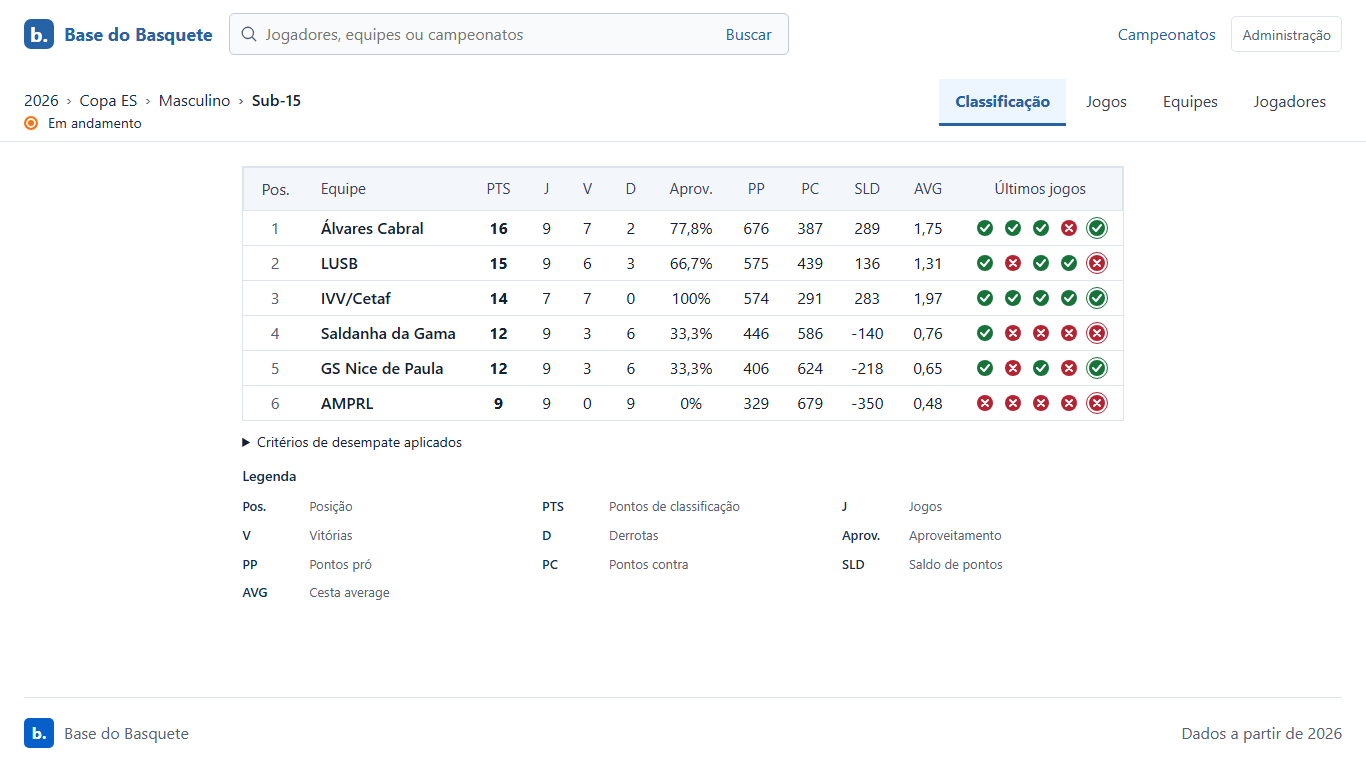 b. Base do Basquete Jogadores, equipes ou campeonatos Buscar Campeonatos Administração
2026 › Copa ES › Masculino › Sub-15
Em andamento
Classificação Jogos Equipes Jogadores
Pos. Equipe PTS J V D Aprov. PP PC SLD AVG Últimos jogos
1 Álvares Cabral 16 9 7 2 77,8% 676 387 289 1,75
2 LUSB 15 9 6 3 66,7% 575 439 136 1,31
3 IVV/Cetaf 14 7 7 0 100% 574 291 283 1,97
4 Saldanha da Gama 12 9 3 6 33,3% 446 586 -140 0,76
5 GS Nice de Paula 12 9 3 6 33,3% 406 624 -218 0,65
6 AMPRL 9 9 0 9 0% 329 679 -350 0,48
Critérios de desempate aplicados
Legenda
Pos. Posição PTS Pontos de classificação J Jogos
V Vitórias D Derrotas Aprov. Aproveitamento
PP Pontos pró PC Pontos contra SLD Saldo de pontos
AVG Cesta average
b. Base do Basquete Dados a partir de 2026